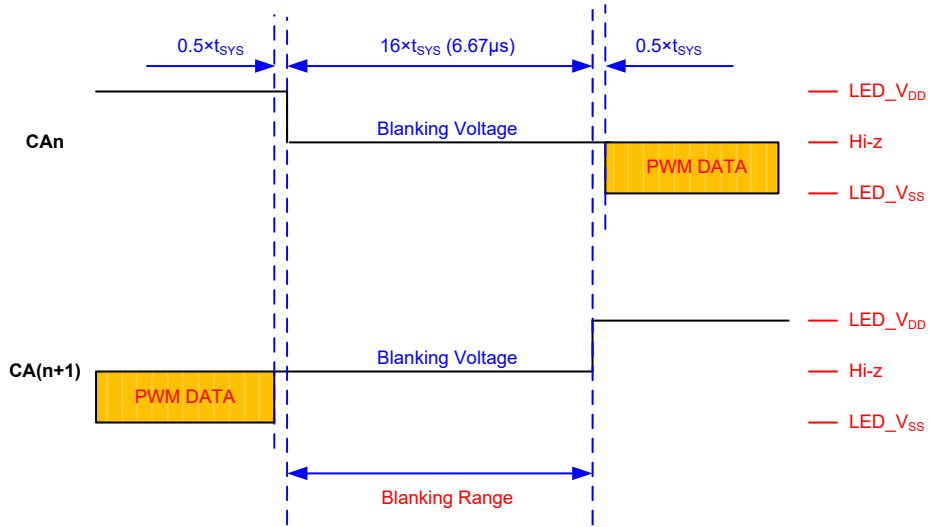 0.5×tSYS
16×tSYS (6.67µs)
0.5×tSYS
LED_VDD
CAn
Blanking Voltage
Hi-z
PWM DATA
LED_VSS
LED_VDD
Blanking Voltage
CA(n+1)
Hi-z
PWM DATA
LED_VSS
Blanking Range